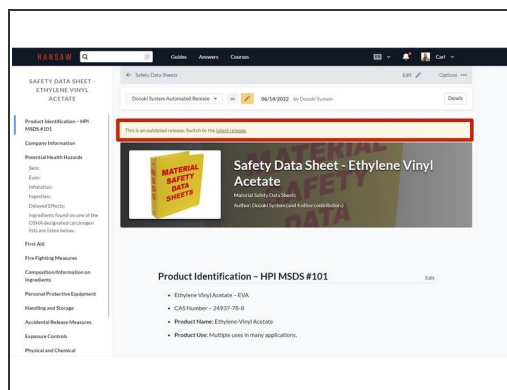 HANSAW
Guides Answers Courses
EN
Carl
SAFETY DATA SHEET -
ETHYLENE VINYL
ACETATE
Product Identification – HPI
MSDS #101
Company Information
Potential Health Hazards
Skin:
Eyes:
Inhalation:
Ingestion:
Delayed Effects:
Ingredients found on one of the
OSHA designated carcinogen
lists are listen below.
First Aid
Fire Fighting Measures
Composition/Information on
Ingredients
Personal Protective Equipment
Handling and Storage
Accidental Release Measures
Exposure Controls
Physical and Chemical
← Safety Data Sheets
Edit
Options •••
Dozuki System Automated Release
on
06/14/2022 by Dozuki System
Details
This is an outdated release. Switch to the latest release.
MATERIAL
SAFETY
DATA
SHEETS
Safety Data Sheet - Ethylene Vinyl
Acetate
Material Safety Data Sheets
Author: Dozuki System (and 4 other contributors)
Product Identification – HPI MSDS #101
Edit
• Ethylene Vinyl Acetate – EVA
• CAS Number – 24937-78-8
• Product Name: Ethylene Vinyl Acetate
• Product Use: Multiple uses in many applications.